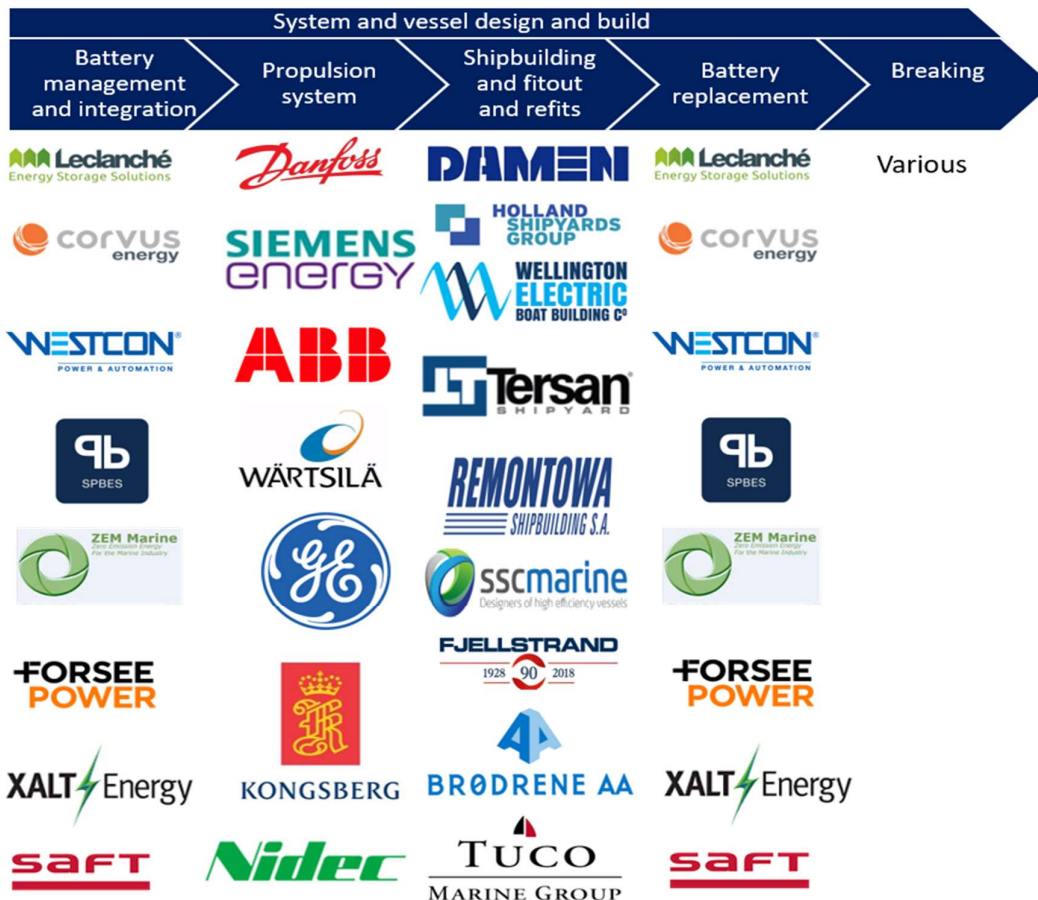 System and vessel design and build
Battery
management
and integration
Propulsion
system
Shipbuilding
and fitout
and refits
Battery
replacement
Breaking
Leclanché
Energy Storage Solutions
corvus
energy
WESTCON®
POWER & AUTOMATION
SPBES
ZEM Marine
Zero Emission Energy
For the Marine Industry
FORSEE
POWER
XALT Energy
SAFT
Danfoss
SIEMENS
energy
ABB
WÄRTSILÄ
GE
KONGSBERG
Nidec
DAMEN
HOLLAND
SHIPYARDS
GROUP
WELLINGTON
ELECTRIC
BOAT BUILDING Cº
Tersan®
SHIPYARD
REMONTOWA
SHIPBUILDING S.A.
sscmarine
Designers of high efficiency vessels
FJELLSTRAND
1928 90 2018
BRØDRENE AA
TUCO
MARINE GROUP
Leclanché
Energy Storage Solutions
corvus
energy
WESTCON®
POWER & AUTOMATION
SPBES
ZEM Marine
Zero Emission Energy
For the Marine Industry
FORSEE
POWER
XALT Energy
SAFT
Various